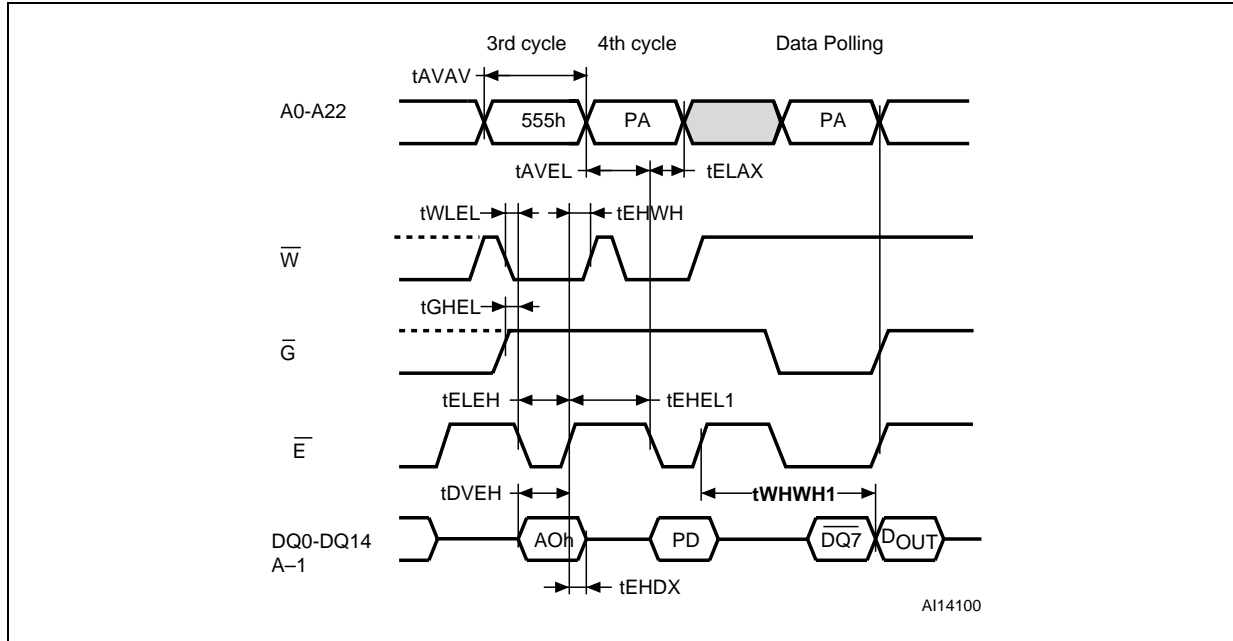 3rd cycle 4th cycle Data Polling
tAVAV
A0-A22
555h PA PA
tAVEL tELAX
tWLEL tEHWH
W
tGHEL
G
tELEH tEHEL1
E
tDVEH tWHWH1
DQ0-DQ14
A–1
AOh PD DQ7 DOUT
tEHDX
AI14100